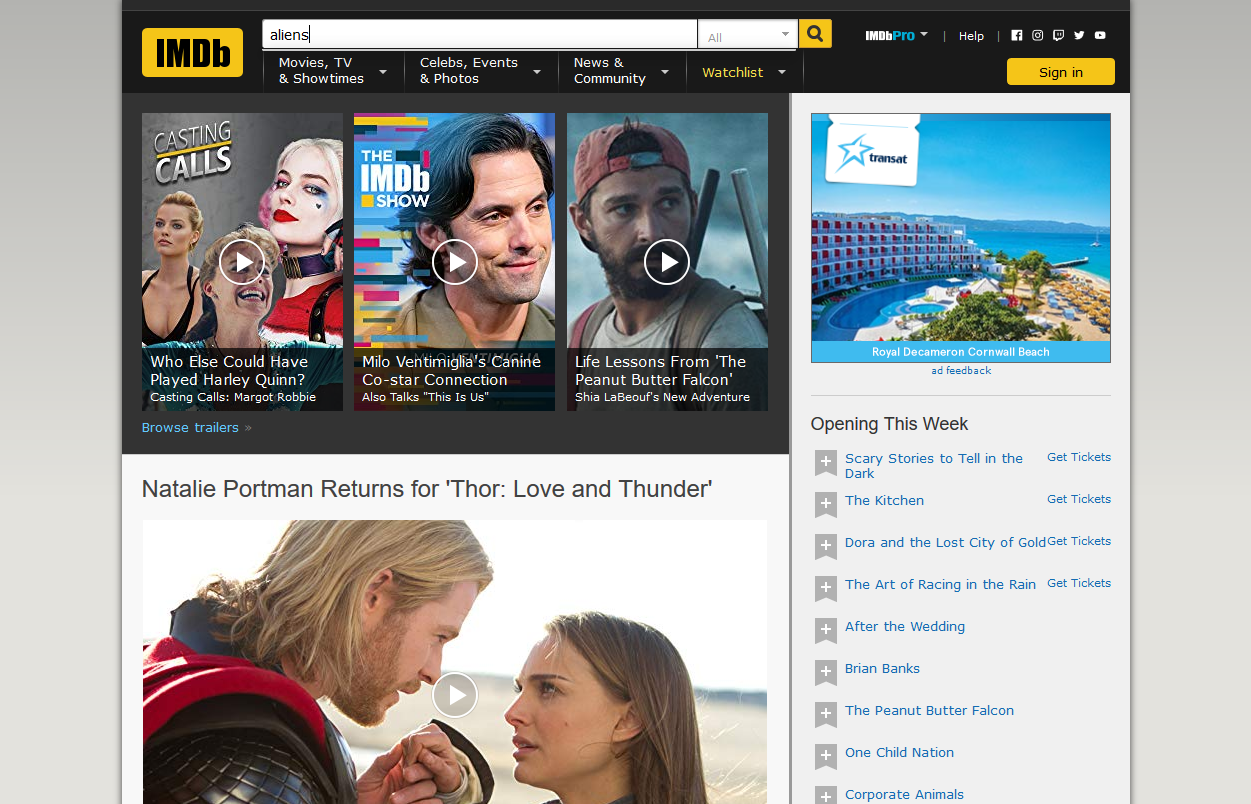 IMDb
aliens
All
IMDbPro
|
Help
|
Movies, TV
& Showtimes
Celebs, Events
& Photos
News &
Community
Watchlist
Sign in
CASTING
CALLS
Who Else Could Have
Played Harley Quinn?
Casting Calls: Margot Robbie
THE
IMDb
SHOW
MILO VENTIMIGLIA
Milo Ventimiglia's Canine
Co-star Connection
Also Talks "This Is Us"
Life Lessons From 'The
Peanut Butter Falcon'
Shia LaBeouf's New Adventure
Browse trailers »
Natalie Portman Returns for 'Thor: Love and Thunder'
transat
Royal Decameron Cornwall Beach
ad feedback
Opening This Week
Scary Stories to Tell in the
Dark
Get Tickets
The Kitchen
Get Tickets
Dora and the Lost City of Gold
Get Tickets
The Art of Racing in the Rain
Get Tickets
After the Wedding
Brian Banks
The Peanut Butter Falcon
One Child Nation
Corporate Animals